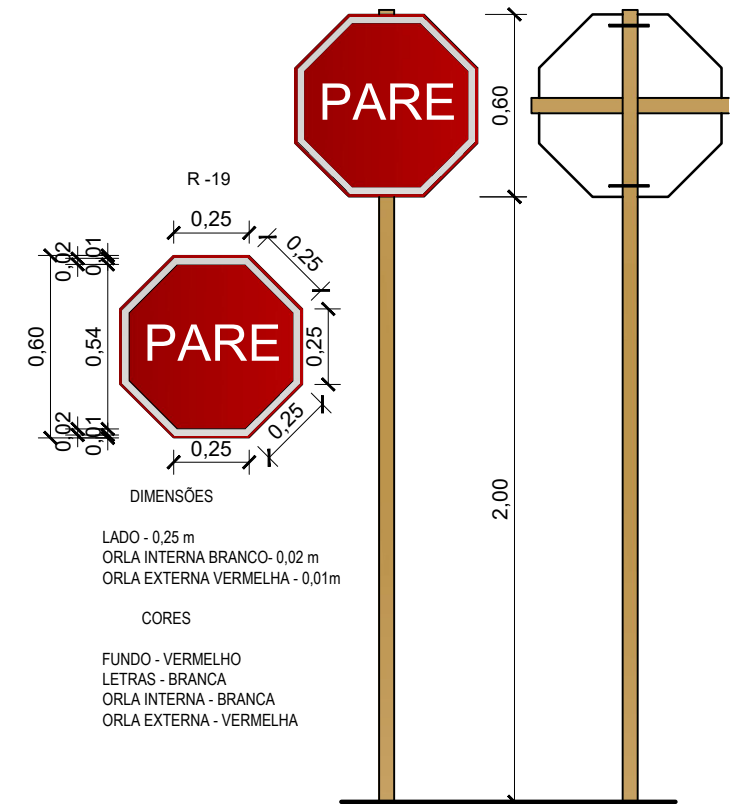 PARE
0,60
R -19
0,25
0,25
0,02
0,01
0,60
0,54
PARE
0,25
0,02
0,01
0,25
0,25
2,00
DIMENSÕES
LADO - 0,25 m
ORLA INTERNA BRANCO- 0,02 m
ORLA EXTERNA VERMELHA - 0,01m
CORES
FUNDO - VERMELHO
LETRAS - BRANCA
ORLA INTERNA - BRANCA
ORLA EXTERNA - VERMELHA